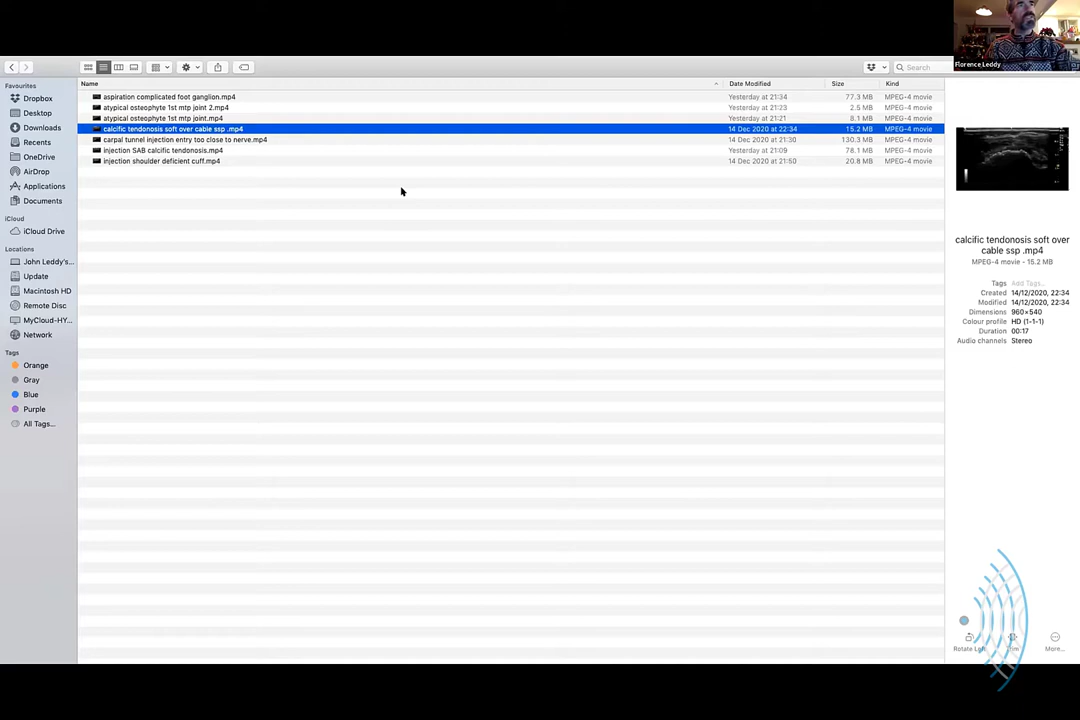 Florence Leddy
Search
Favourites
Dropbox
Desktop
Downloads
Recents
OneDrive
AirDrop
Applications
Documents
iCloud
iCloud Drive
Locations
John Leddy's...
Update
Macintosh HD
Remote Disc
MyCloud-HY...
Network
Tags
Orange
Gray
Blue
Purple
All Tags...
Name Date Modified Size Kind
aspiration complicated foot ganglion.mp4 Yesterday at 21:34 77.3 MB MPEG-4 movie
atypical osteophyte 1st mtp joint 2.mp4 Yesterday at 21:23 2.5 MB MPEG-4 movie
atypical osteophyte 1st mtp joint.mp4 Yesterday at 21:21 8.1 MB MPEG-4 movie
calcific tendonosis soft over cable ssp .mp4 14 Dec 2020 at 22:34 15.2 MB MPEG-4 movie
carpal tunnel injection entry too close to nerve.mp4 14 Dec 2020 at 21:30 130.3 MB MPEG-4 movie
injection SAB calcific tendonosis.mp4 Yesterday at 21:09 78.1 MB MPEG-4 movie
injection shoulder deficient cuff.mp4 14 Dec 2020 at 21:50 20.8 MB MPEG-4 movie
calcific tendonosis soft over
cable ssp .mp4
MPEG-4 movie - 15.2 MB
Tags Add Tags...
Created 14/12/2020, 22:34
Modified 14/12/2020, 22:34
Dimensions 960×540
Colour profile HD (1-1-1)
Duration 00:17
Audio channels Stereo
Rotate Left Trim More...